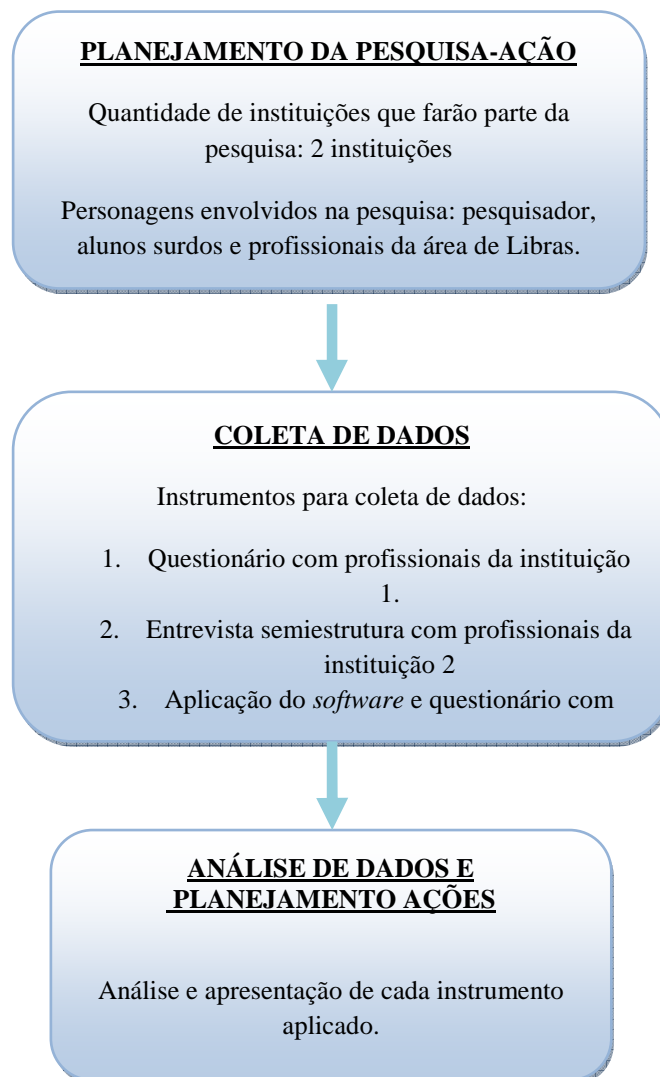 PLANEJAMENTO DA PESQUISA-AÇÃO
Quantidade de instituições que farão parte da
pesquisa: 2 instituições
Personagens envolvidos na pesquisa: pesquisador,
alunos surdos e profissionais da área de Libras.
COLETA DE DADOS
Instrumentos para coleta de dados:
1. Questionário com profissionais da instituição
1.
2. Entrevista semiestrutura com profissionais da
instituição 2
3. Aplicação do software e questionário com
ANÁLISE DE DADOS E
PLANEJAMENTO AÇÕES
Análise e apresentação de cada instrumento
aplicado.